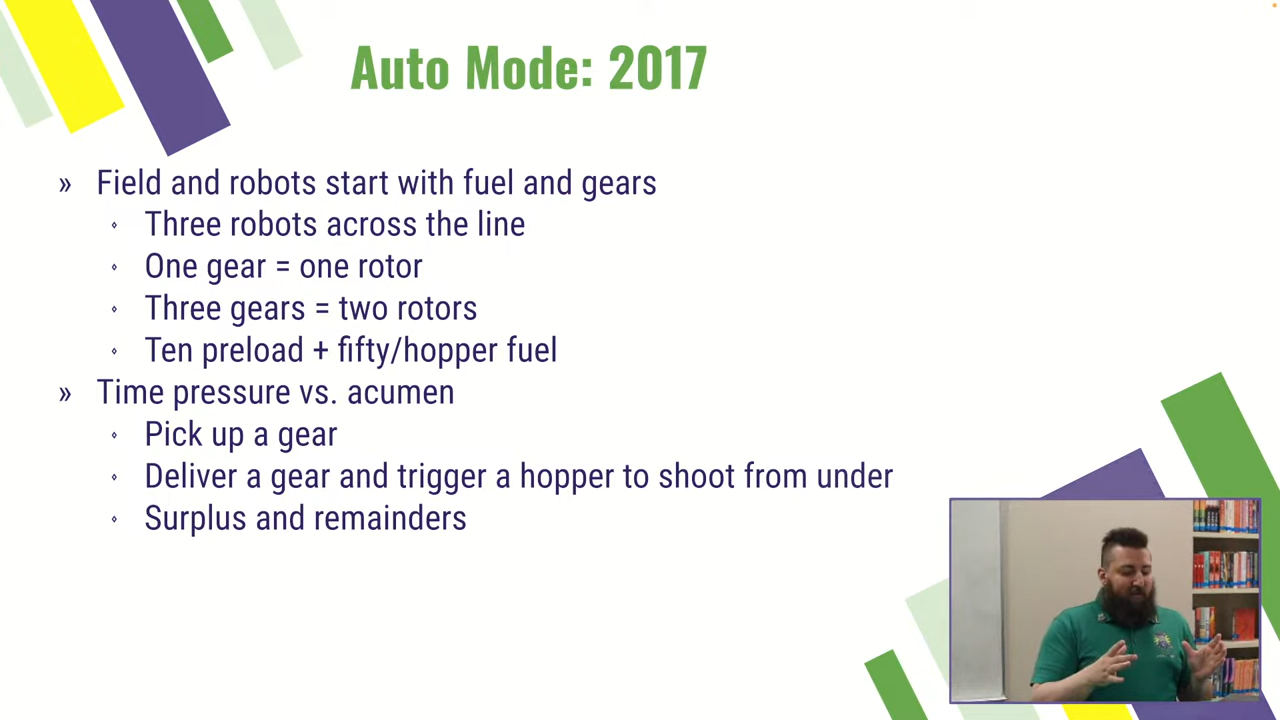 Auto Mode: 2017
» Field and robots start with fuel and gears
Three robots across the line
One gear = one rotor
Three gears = two rotors
Ten preload + fifty/hopper fuel
» Time pressure vs. acumen
Pick up a gear
Deliver a gear and trigger a hopper to shoot from under
Surplus and remainders